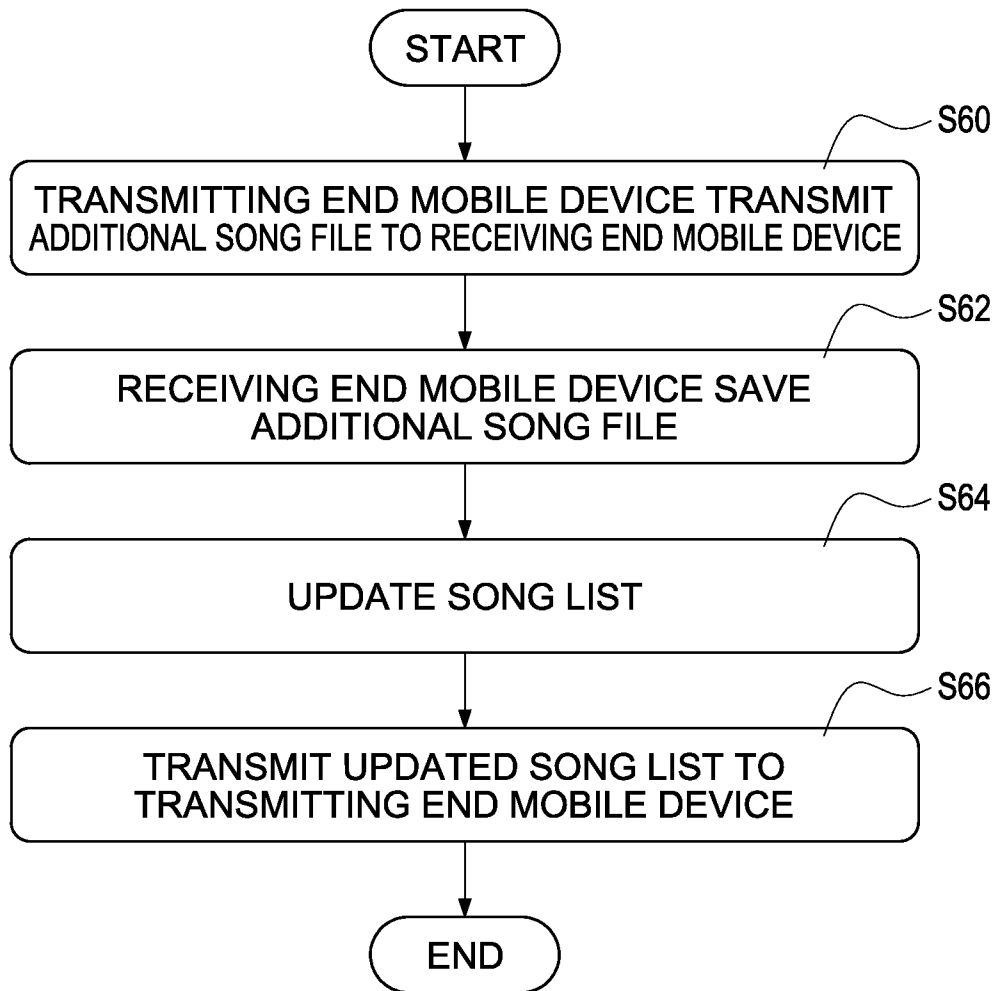 START
S60
TRANSMITTING END MOBILE DEVICE TRANSMIT
ADDITIONAL SONG FILE TO RECEIVING END MOBILE DEVICE
S62
RECEIVING END MOBILE DEVICE SAVE
ADDITIONAL SONG FILE
S64
UPDATE SONG LIST
S66
TRANSMIT UPDATED SONG LIST TO
TRANSMITTING END MOBILE DEVICE
END